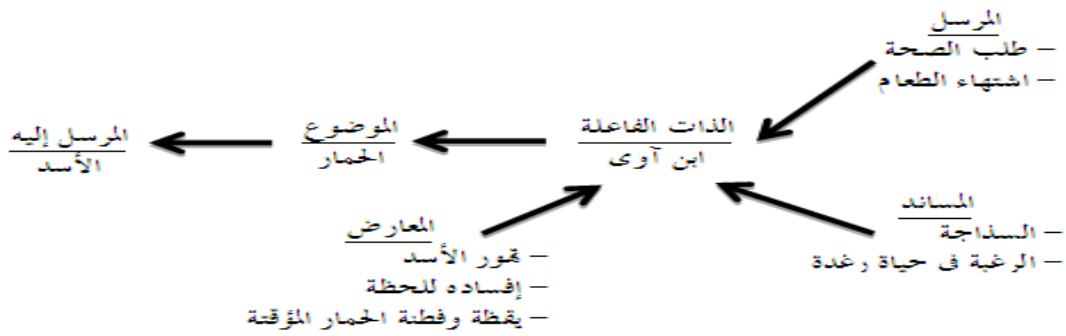 المرسل
– طلب الصحة
– اشتهاء الطعام
الذات الفاعلة
ابن آوى
الموضوع
الحمار
المرسل إليه
الأسد
المساند
– السذاجة
– الرغبة فى حياة رغدة
المعارض
– تهور الأسد
– إفساده للحظة
– يقظة وفطنة الحمار المؤقتة